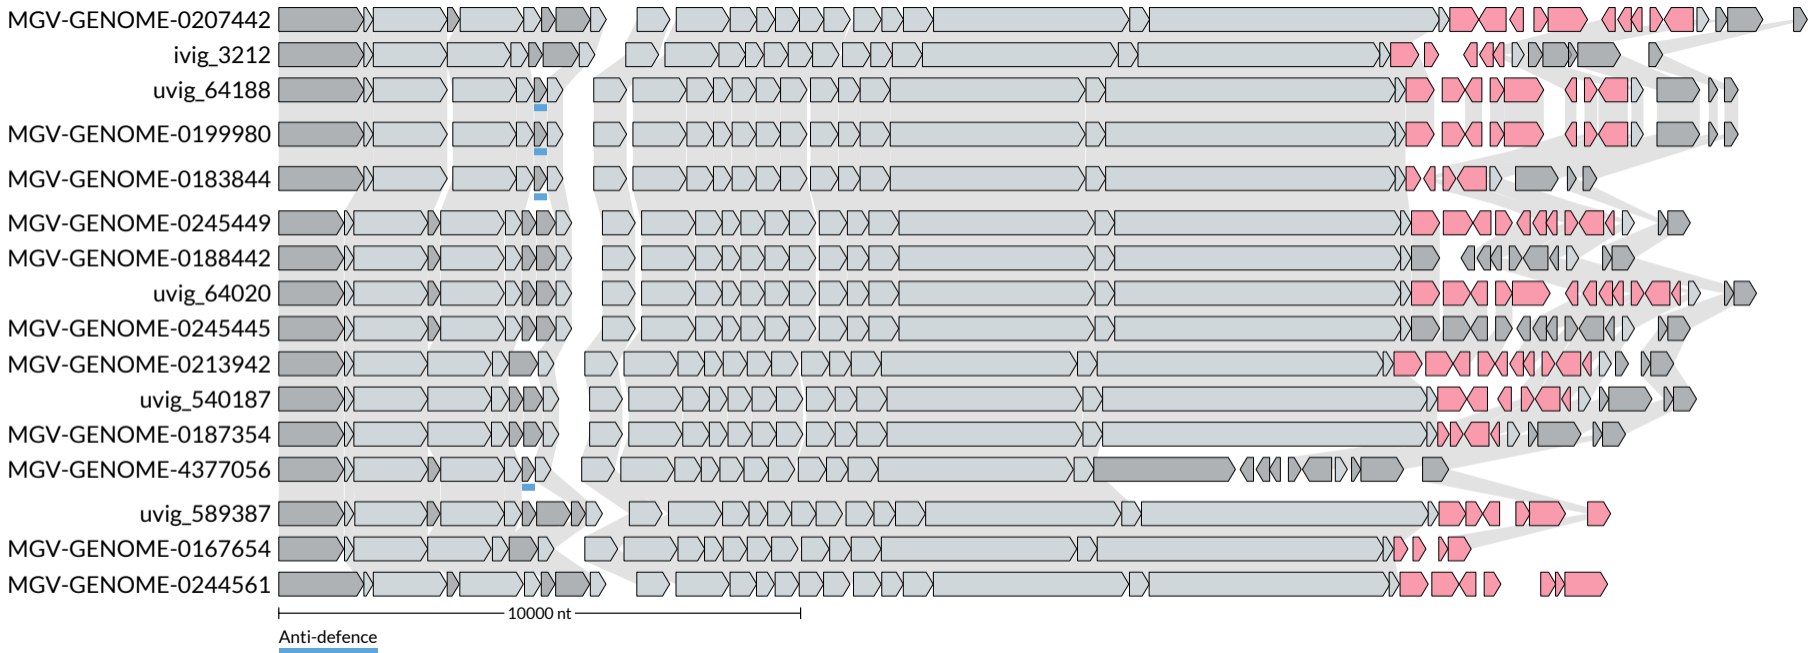 MGV-GENOME-0207442
ivig_3212
uvig_64188
MGV-GENOME-0199980
MGV-GENOME-0183844
MGV-GENOME-0245449
MGV-GENOME-0188442
uvig_64020
MGV-GENOME-0245445
MGV-GENOME-0213942
uvig_540187
MGV-GENOME-0187354
MGV-GENOME-4377056
uvig_589387
MGV-GENOME-0167654
MGV-GENOME-0244561
10000 nt
Anti-defence